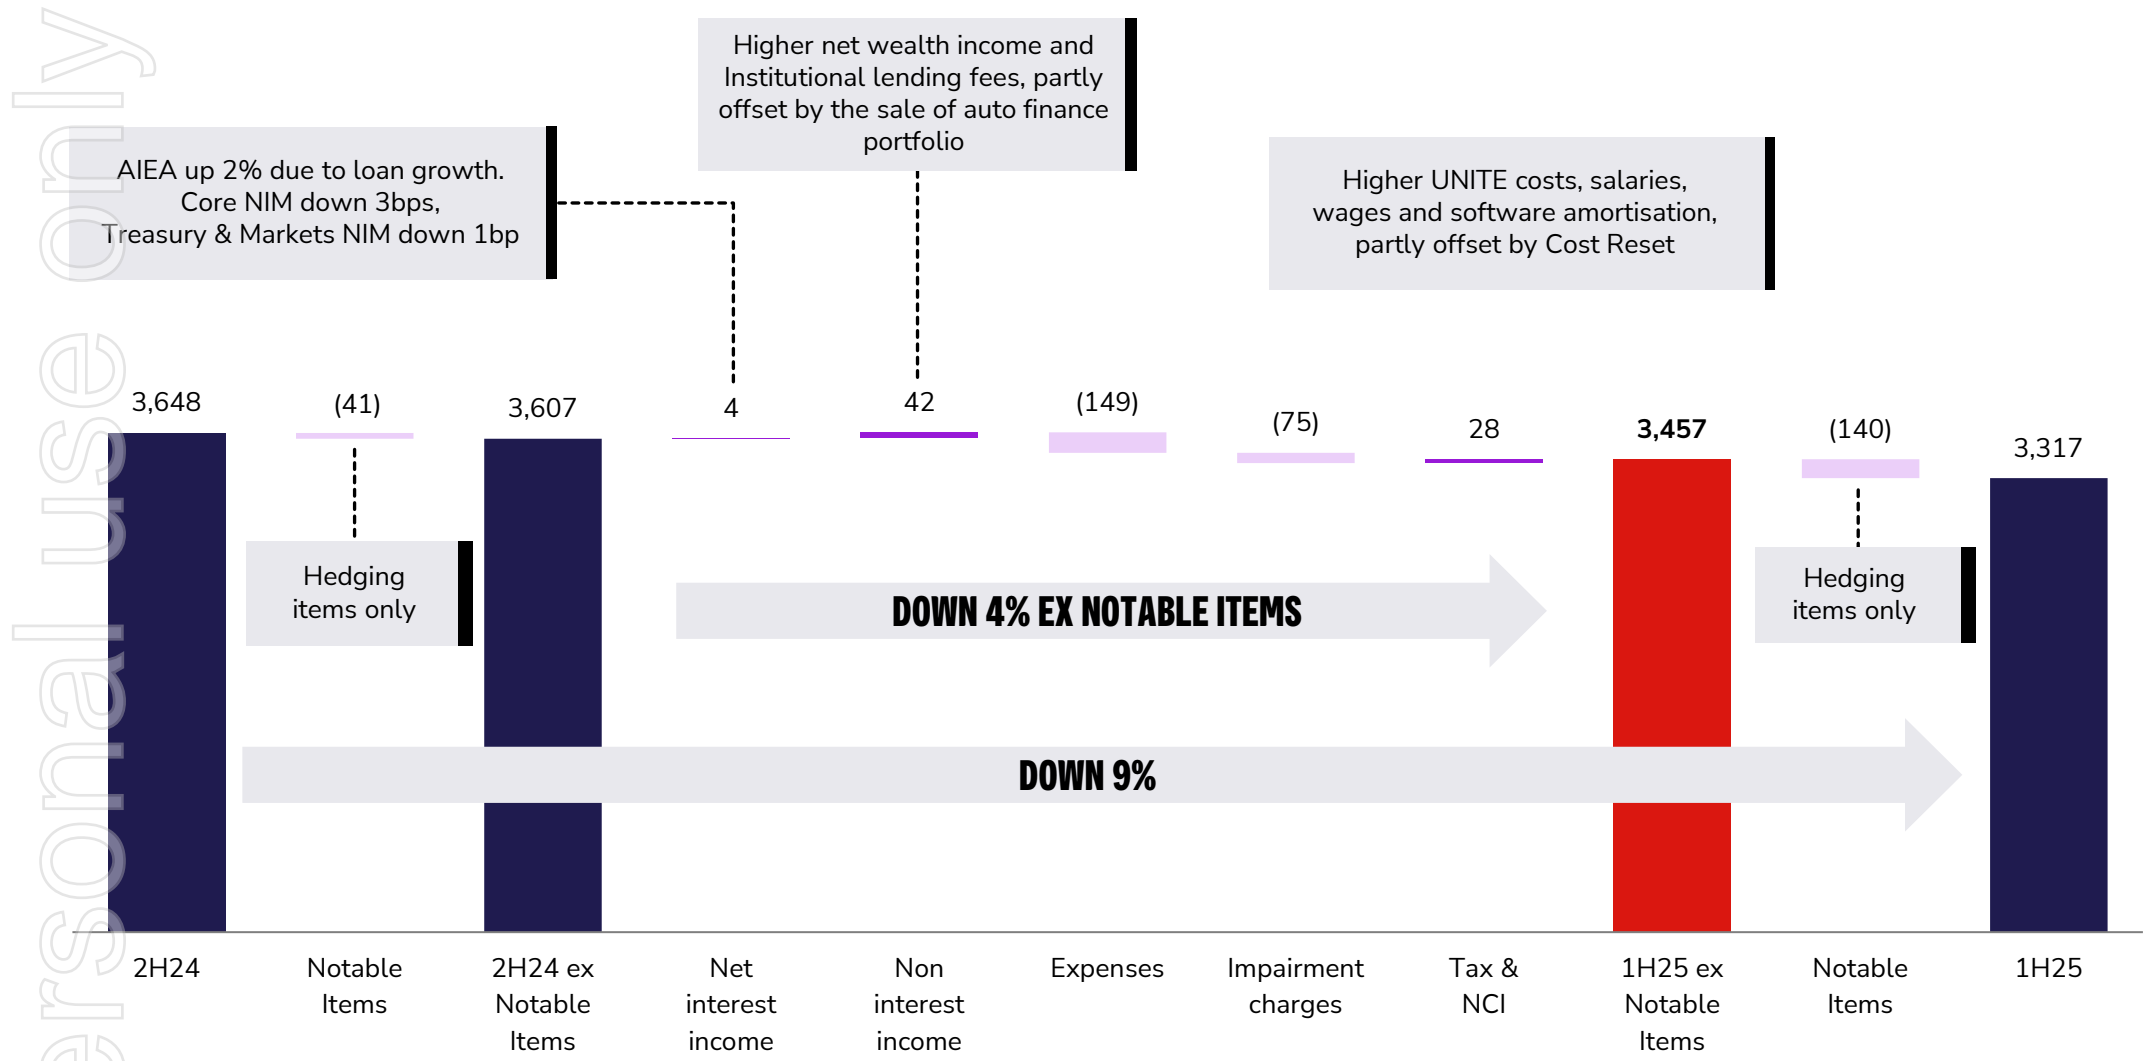 Higher net wealth income and
Institutional lending fees, partly
offset by the sale of auto finance
portfolio
AIEA up 2% due to loan growth.
Core NIM down 3bps,
Treasury & Markets NIM down 1bp
Higher UNITE costs, salaries,
wages and software amortisation,
partly offset by Cost Reset
3,648
(41)
3,607
4
42
(149)
(75)
28
3,457
(140)
3,317
Hedging
items only
Hedging
items only
DOWN 4% EX NOTABLE ITEMS
DOWN 9%
2H24
Notable
Items
2H24 ex
Notable
Items
Net
interest
income
Non
interest
income
Expenses
Impairment
charges
Tax &
NCI
1H25 ex
Notable
Items
Notable
Items
1H25
ersonal use only